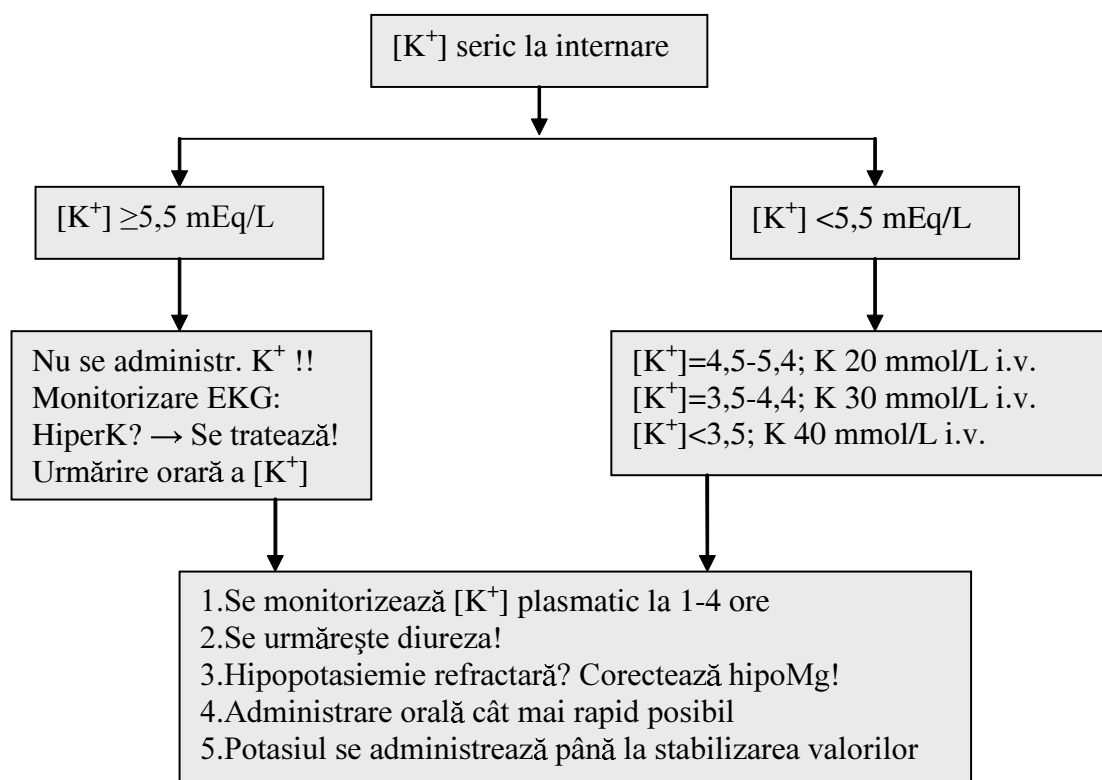 [K⁺] seric la internare
[K⁺] ≥5,5 mEq/L
[K⁺] <5,5 mEq/L
Nu se administr. K⁺ !!
Monitorizare EKG:
HiperK? → Se tratează!
Urmărire orară a [K⁺]
[K⁺]=4,5-5,4; K 20 mmol/L i.v.
[K⁺]=3,5-4,4; K 30 mmol/L i.v.
[K⁺]<3,5; K 40 mmol/L i.v.
1.Se monitorizează [K⁺] plasmatic la 1-4 ore
2.Se urmăreşte diureza!
3.Hipopotasiemie refractară? Corectează hipoMg!
4.Administrare orală cât mai rapid posibil
5.Potasiul se administrează până la stabilizarea valorilor